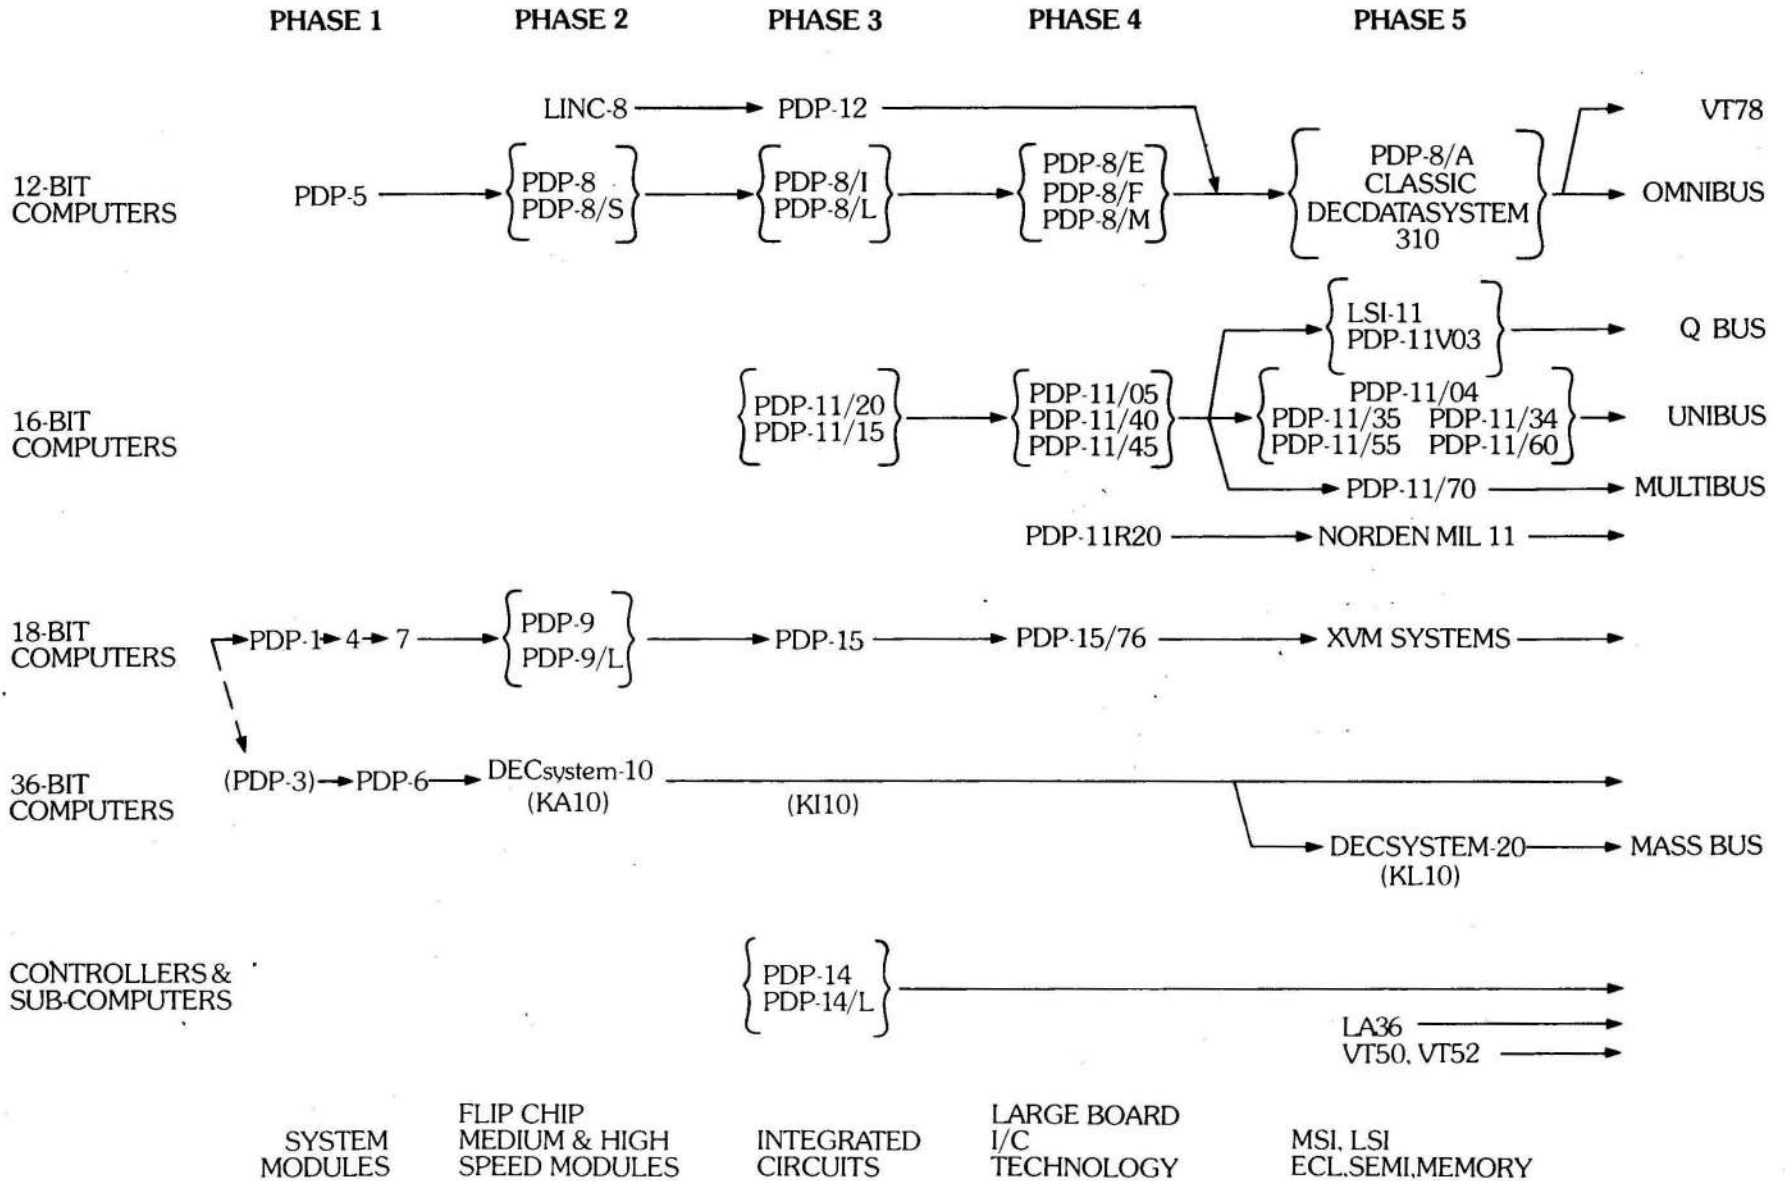 PHASE 1 PHASE 2 PHASE 3 PHASE 4 PHASE 5
LINC-8 PDP-12 VT78
12-BIT
COMPUTERS
PDP-5
PDP-8
PDP-8/S
PDP-8/I
PDP-8/L
PDP-8/E
PDP-8/F
PDP-8/M
PDP-8/A
CLASSIC
DECDATASYSTEM
310
OMNIBUS
LSI-11
PDP-11V03
Q BUS
16-BIT
COMPUTERS
PDP-11/20
PDP-11/15
PDP-11/05
PDP-11/40
PDP-11/45
PDP-11/04
PDP-11/35 PDP-11/34
PDP-11/55 PDP-11/60
UNIBUS
PDP-11/70 MULTIBUS
PDP-11R20 NORDEN MIL 11
18-BIT
COMPUTERS
PDP-1 4 7
PDP-9
PDP-9/L
PDP-15 PDP-15/76 XVM SYSTEMS
36-BIT
COMPUTERS
(PDP-3) PDP-6
DECsystem-10
(KA10)
(KI10)
DECSYSTEM-20
(KL10)
MASS BUS
CONTROLLERS &
SUB-COMPUTERS
PDP-14
PDP-14/L
LA36
VT50, VT52
SYSTEM
MODULES
FLIP CHIP
MEDIUM & HIGH
SPEED MODULES
INTEGRATED
CIRCUITS
LARGE BOARD
I/C
TECHNOLOGY
MSI, LSI
ECL,SEMI,MEMORY